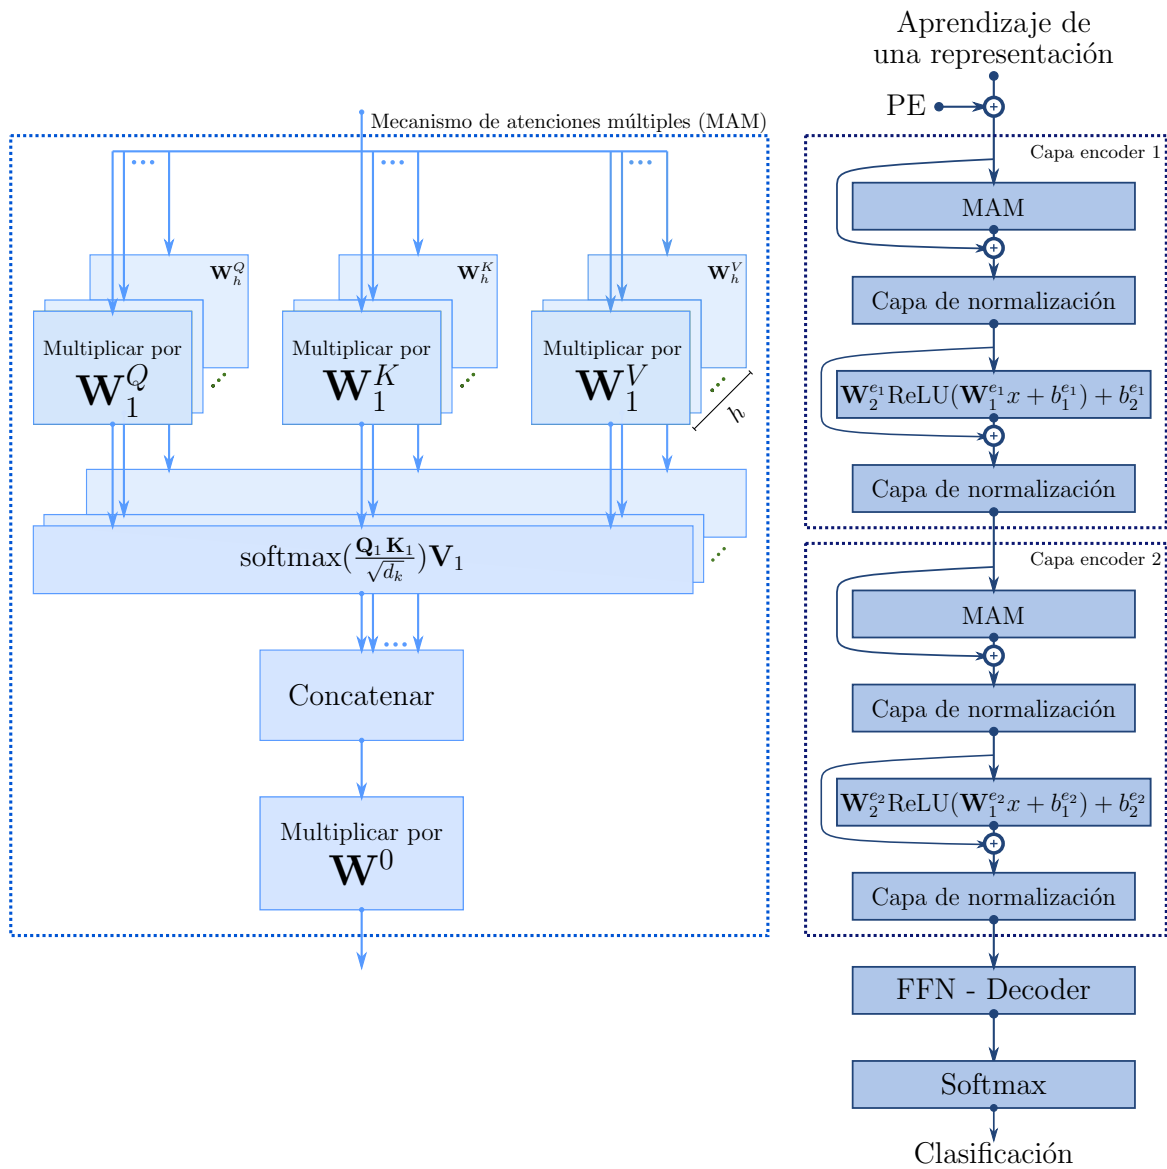 Mecanismo de atenciones múltiples (MAM)
W_h^Q
W_h^K
W_h^V
Multiplicar por
W_1^Q
Multiplicar por
W_1^K
Multiplicar por
W_1^V
h
softmax(Q_1 K_1 / √d_k)V_1
Concatenar
Multiplicar por
W^0
Aprendizaje de
una representación
PE
+
Capa encoder 1
MAM
+
Capa de normalización
W_2^{e_1}ReLU(W_1^{e_1}x + b_1^{e_1}) + b_2^{e_1}
+
Capa de normalización
Capa encoder 2
MAM
+
Capa de normalización
W_2^{e_2}ReLU(W_1^{e_2}x + b_1^{e_2}) + b_2^{e_2}
+
Capa de normalización
FFN - Decoder
Softmax
Clasificación